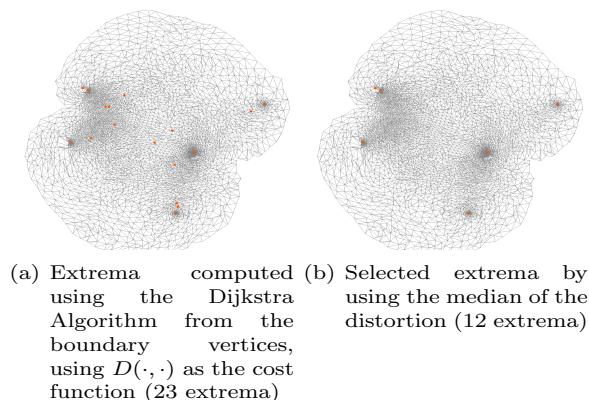 (a) Extrema computed
using the Dijkstra
Algorithm from the
boundary vertices,
using D(·, ·) as the cost
function (23 extrema)
(b) Selected extrema by
using the median of the
distortion (12 extrema)